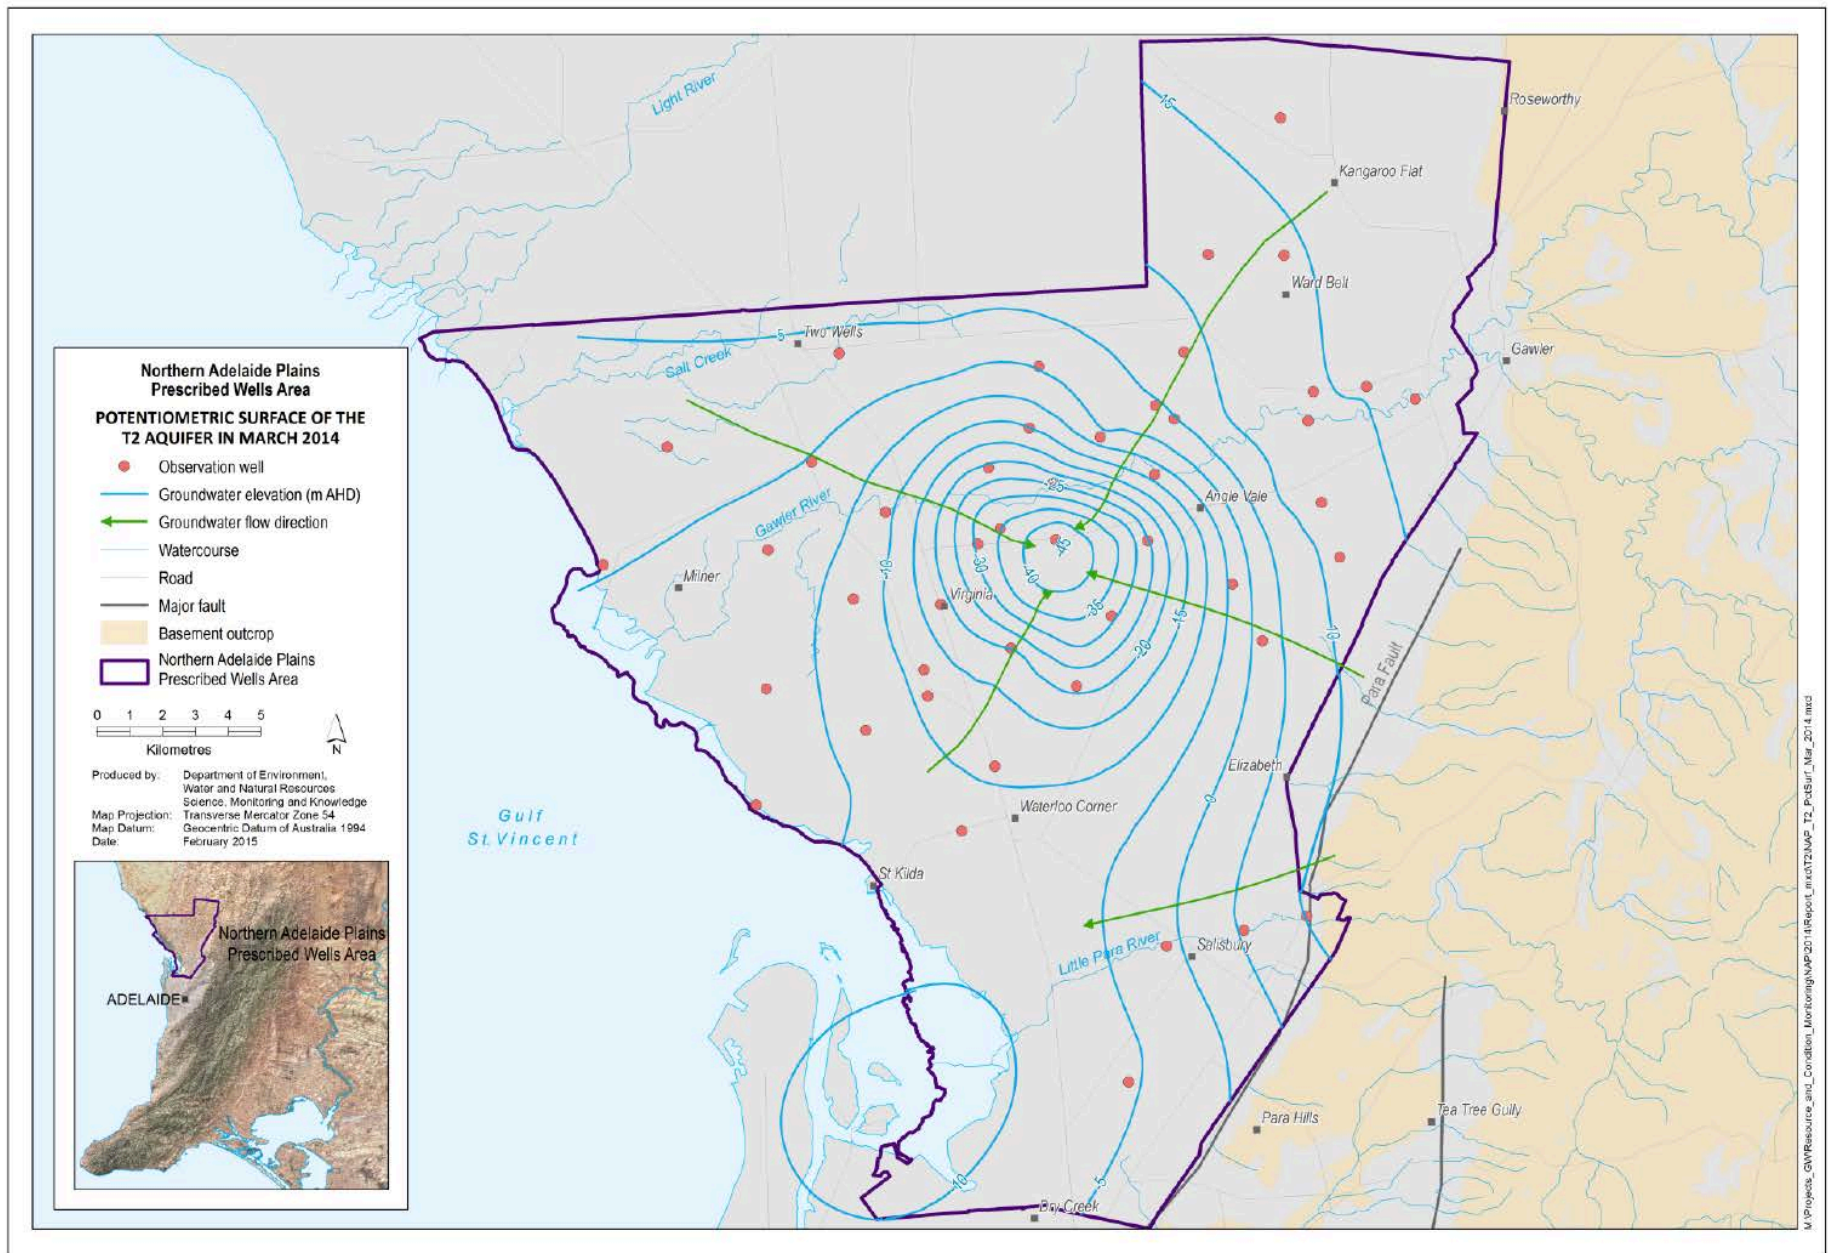 Northern Adelaide Plains
Prescribed Wells Area
POTENTIOMETRIC SURFACE OF THE
T2 AQUIFER IN MARCH 2014
Observation well
Groundwater elevation (m AHD)
Groundwater flow direction
Watercourse
Road
Major fault
Basement outcrop
Northern Adelaide Plains
Prescribed Wells Area
0 1 2 3 4 5
Kilometres
N
Produced by: Department of Environment,
Water and Natural Resources
Science, Monitoring and Knowledge
Map Projection: Transverse Mercator Zone 54
Map Datum: Geocentric Datum of Australia 1994
Date: February 2015
Northern Adelaide Plains
Prescribed Wells Area
ADELAIDE
Light River
15
Roseworthy
Kangaroo Flat
Ward Belt
5
Two Wells
Salt Creek
Gawler
-25
Angle Vale
Gawler River
-45
-10
-30
-40
Milner
Virginia
-35
-15
-20
10
Para Fault
Elizabeth
0
Waterloo Corner
Gulf
St. Vincent
St Kilda
Little Para River
Salisbury
Para Hills
Tea Tree Gully
-10
-5
Dry Creek